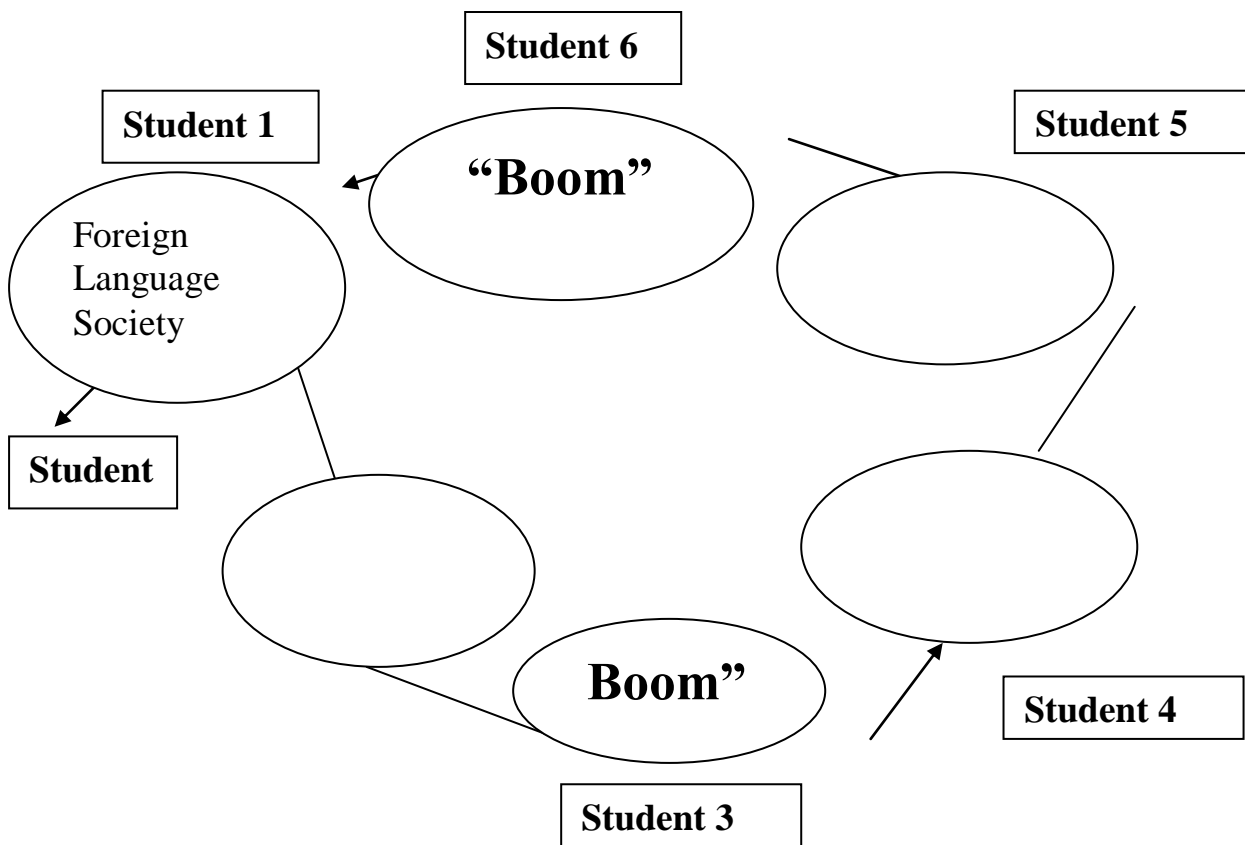 Student 6
Student 1
Student 5
“Boom”
Foreign
Language
Society
Student
Boom”
Student 4
Student 3